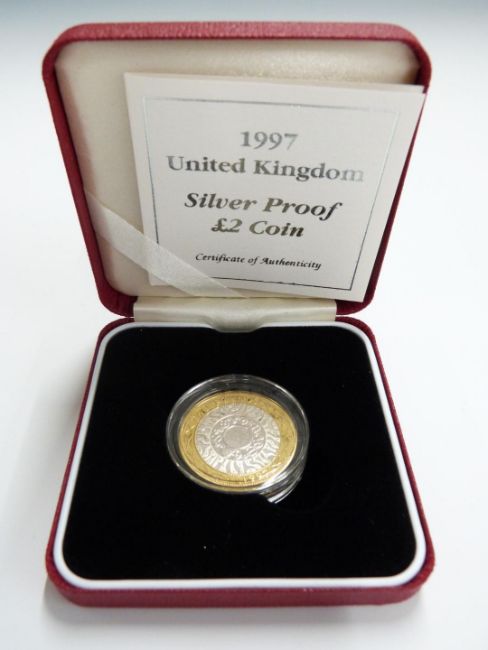 1997
United Kingdom
Silver Proof
£2 Coin
Certificate of Authenticity